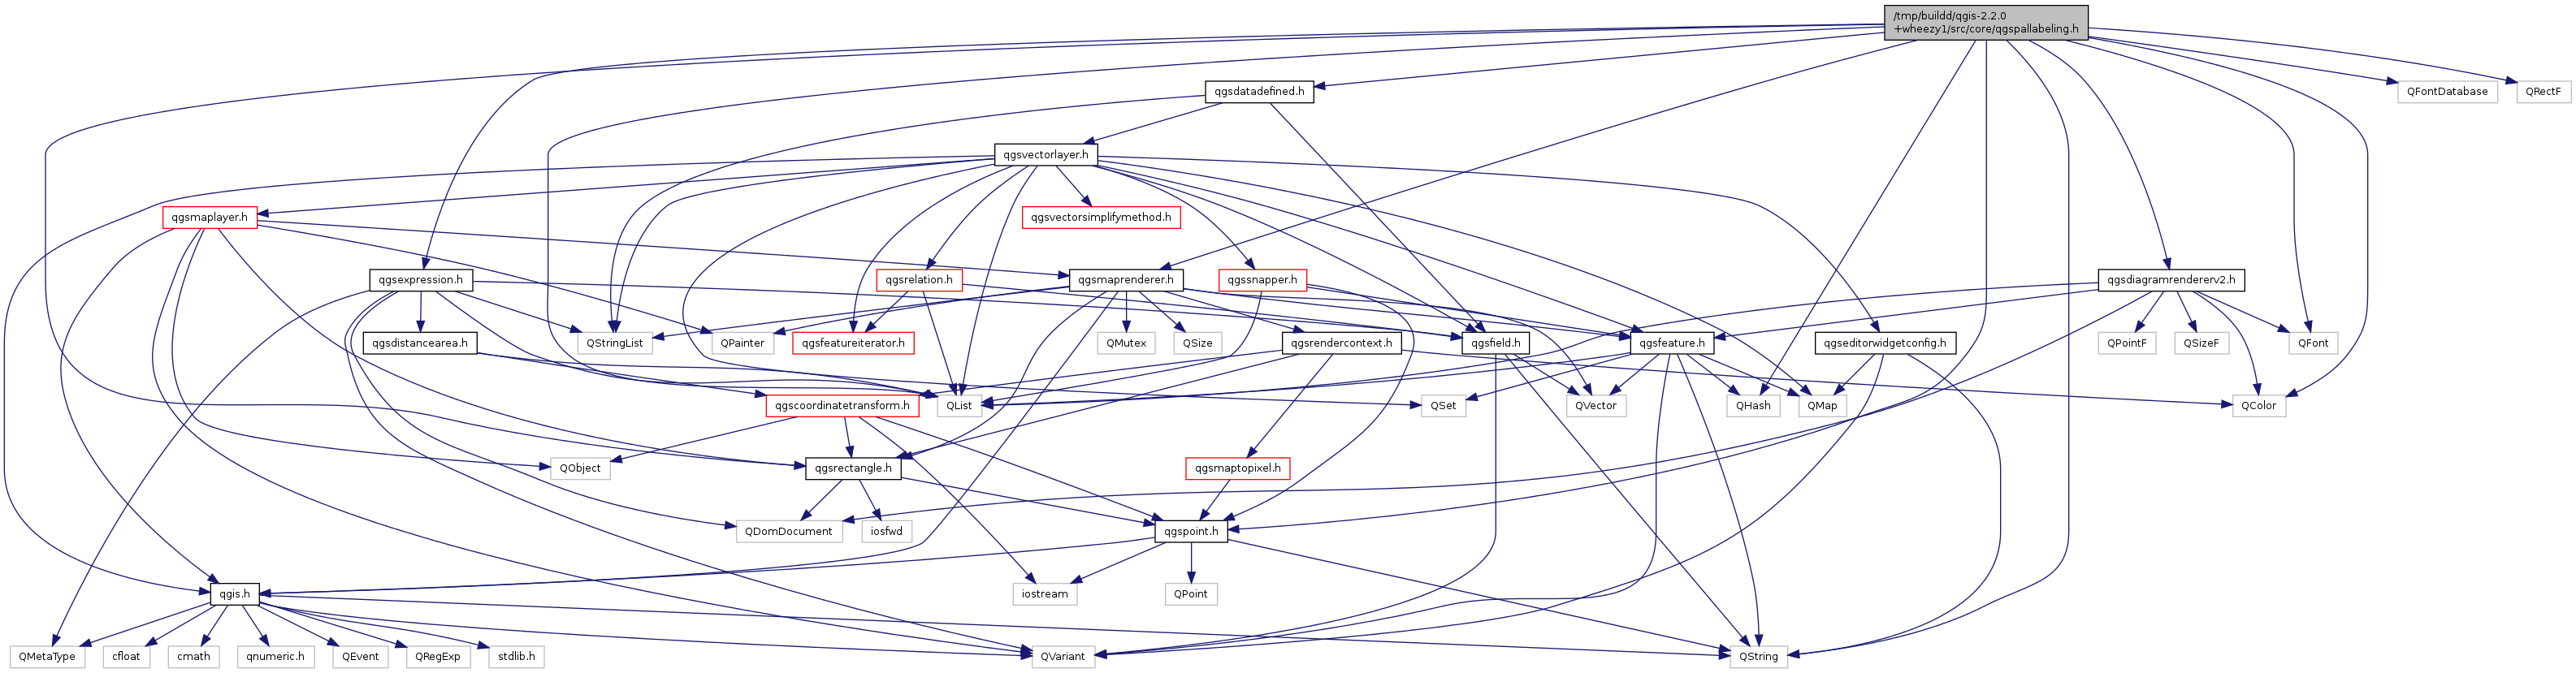 /tmp/buildd/qgis-2.2.0
+wheezy1/src/core/qgspallabeling.h
qgsdatadefined.h
QFontDatabase
QRectF
qgsvectorlayer.h
qgsmaplayer.h
qgsvectorsimplifymethod.h
qgsexpression.h
qgsrelation.h
qgsmaprenderer.h
qgssnapper.h
qgsdiagramrendererv2.h
qgsdistancearea.h
QStringList
QPainter
qgsfeatureiterator.h
QMutex
QSize
qgsrendercontext.h
qgsfield.h
qgsfeature.h
qgseditorwidgetconfig.h
QPointF
QSizeF
QFont
qgscoordinatetransform.h
QList
QSet
QVector
QHash
QMap
QColor
QObject
qgsrectangle.h
qgsmaptopixel.h
QDomDocument
iosfwd
qgspoint.h
qgis.h
iostream
QPoint
QMetaType
cfloat
cmath
qnumeric.h
QEvent
QRegExp
stdlib.h
QVariant
QString